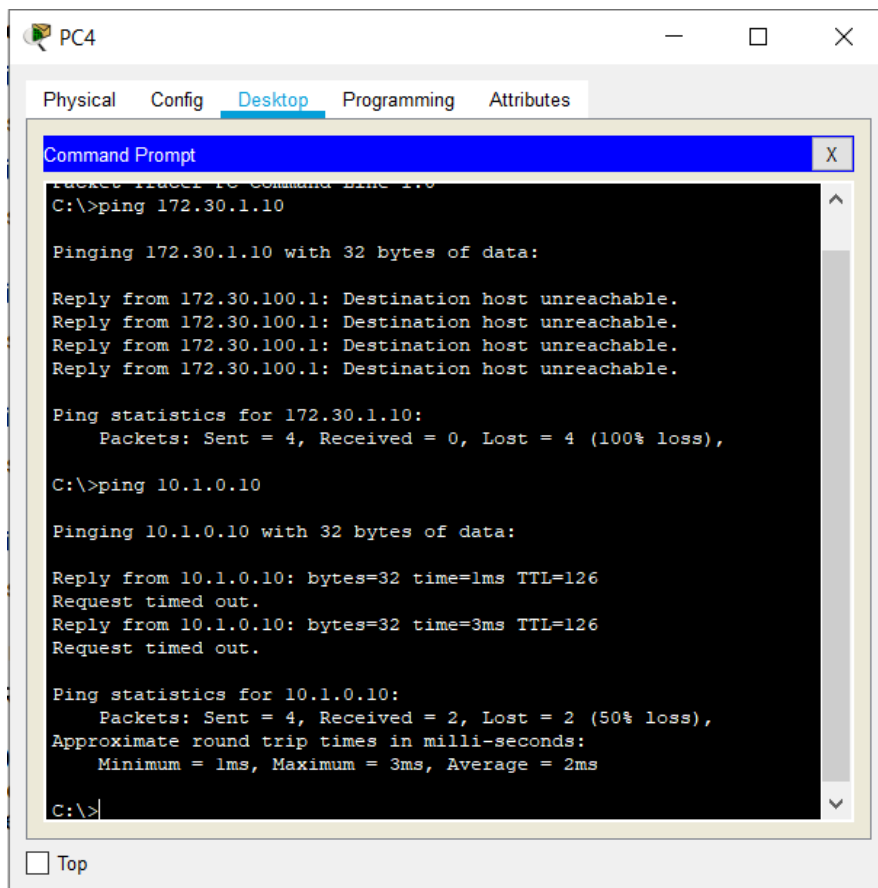 PC4
Physical Config Desktop Programming Attributes
Command Prompt X
Packet Tracer PC Command Line 1.0
C:\>ping 172.30.1.10
Pinging 172.30.1.10 with 32 bytes of data:
Reply from 172.30.100.1: Destination host unreachable.
Reply from 172.30.100.1: Destination host unreachable.
Reply from 172.30.100.1: Destination host unreachable.
Reply from 172.30.100.1: Destination host unreachable.
Ping statistics for 172.30.1.10:
Packets: Sent = 4, Received = 0, Lost = 4 (100% loss),
C:\>ping 10.1.0.10
Pinging 10.1.0.10 with 32 bytes of data:
Reply from 10.1.0.10: bytes=32 time=1ms TTL=126
Request timed out.
Reply from 10.1.0.10: bytes=32 time=3ms TTL=126
Request timed out.
Ping statistics for 10.1.0.10:
Packets: Sent = 4, Received = 2, Lost = 2 (50% loss),
Approximate round trip times in milli-seconds:
Minimum = 1ms, Maximum = 3ms, Average = 2ms
C:\>
Top